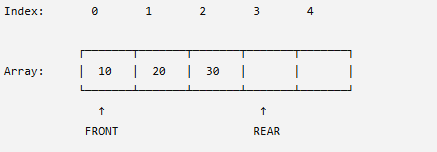 Index: 0 1 2 3 4
Array: 10 20 30
↑ ↑
FRONT REAR